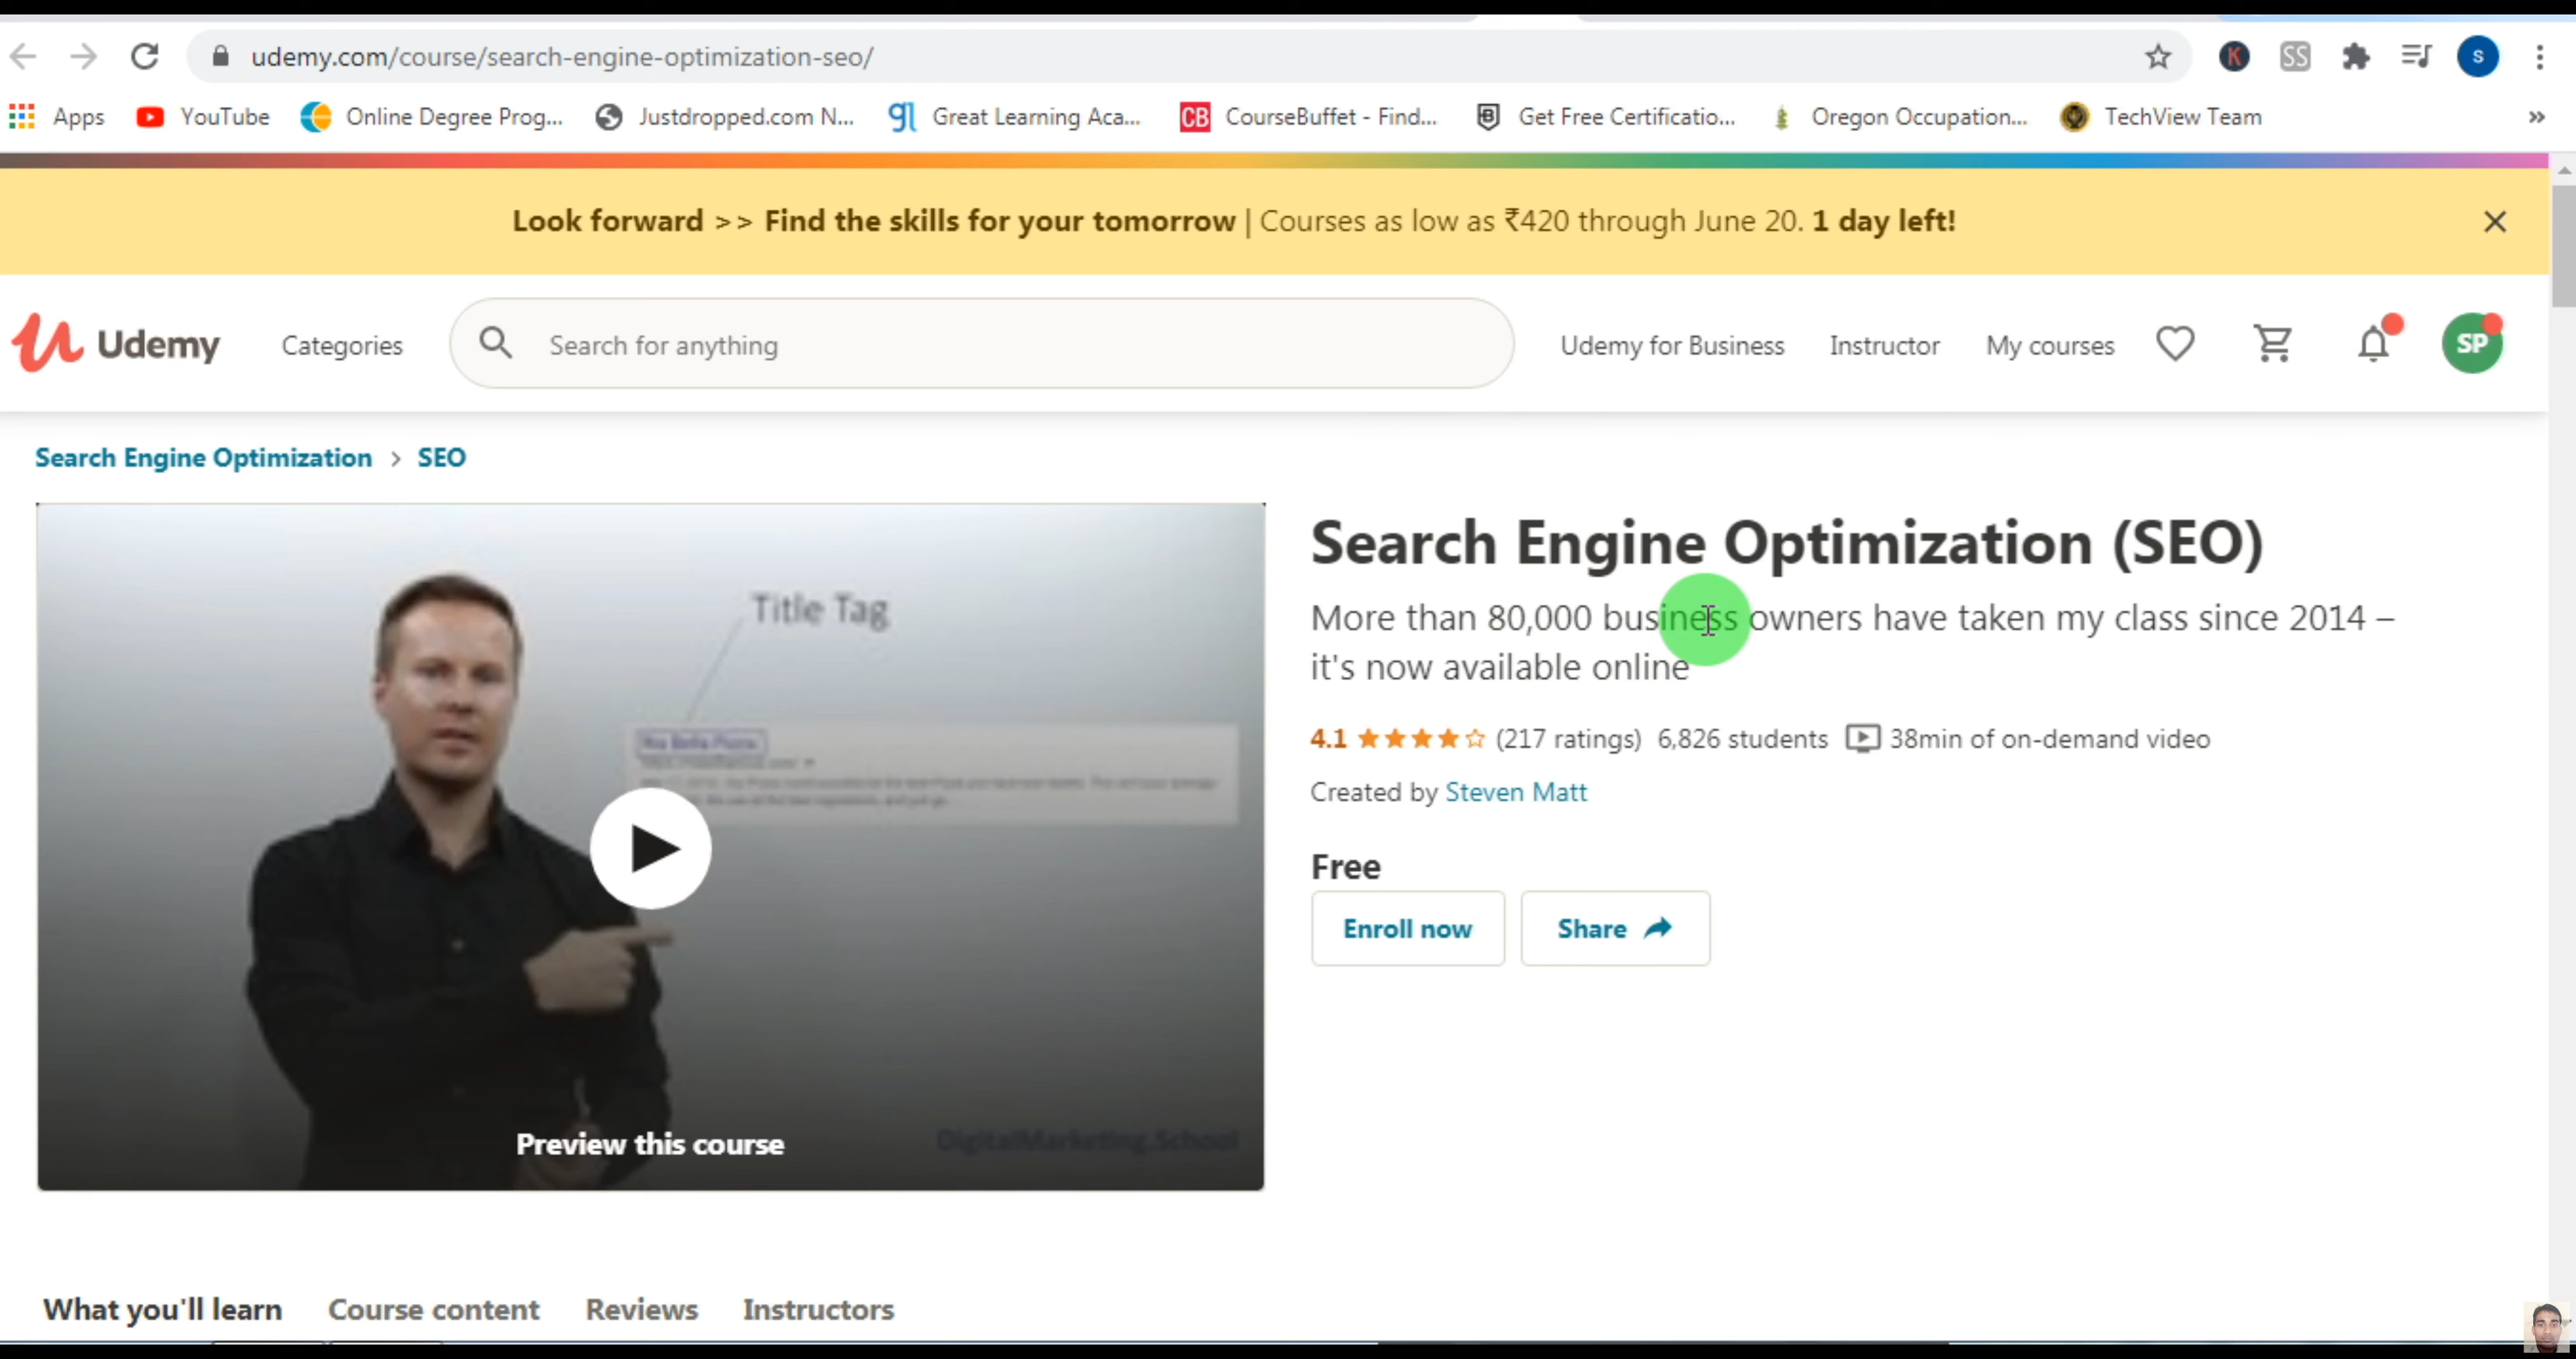 udemy.com/course/search-engine-optimization-seo/
K SS S
Apps YouTube Online Degree Prog... Justdropped.com N... gl Great Learning Aca... CB CourseBuffet - Find... B Get Free Certificatio... Oregon Occupation... TechView Team »
Look forward >> Find the skills for your tomorrow | Courses as low as ₹420 through June 20. 1 day left!
Udemy Categories Search for anything Udemy for Business Instructor My courses SP
Search Engine Optimization > SEO
Title Tag
DigitalMarketing.School
Preview this course
Search Engine Optimization (SEO)
More than 80,000 business owners have taken my class since 2014 –
it's now available online
4.1 (217 ratings) 6,826 students 38min of on-demand video
Created by Steven Matt
Free
Enroll now Share
What you'll learn Course content Reviews Instructors